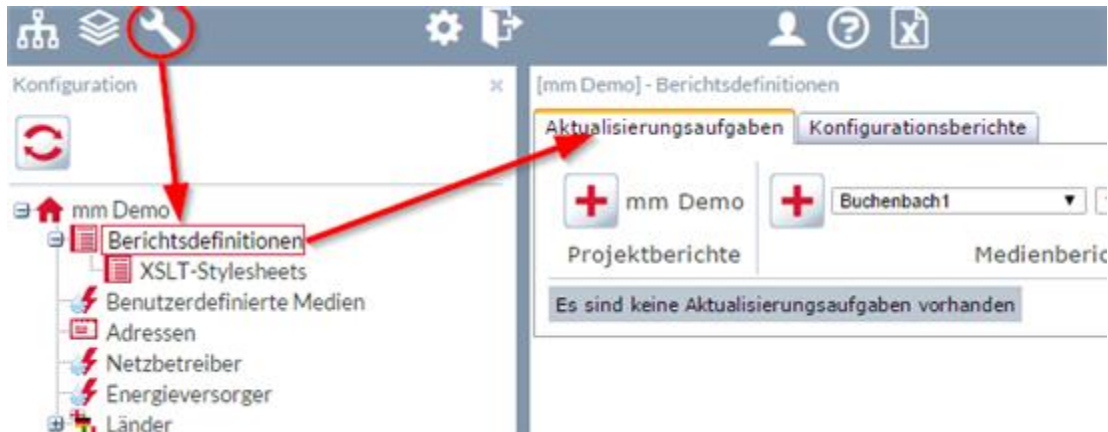 Konfiguration
mm Demo
Berichtsdefinitionen
XSLT-Stylesheets
Benutzerdefinierte Medien
Adressen
Netzbetreiber
Energieversorger
Länder
[mm Demo] - Berichtsdefinitionen
Aktualisierungsaufgaben Konfigurationsberichte
mm Demo Buchenbach1
Projektberichte Medienberic
Es sind keine Aktualisierungsaufgaben vorhanden